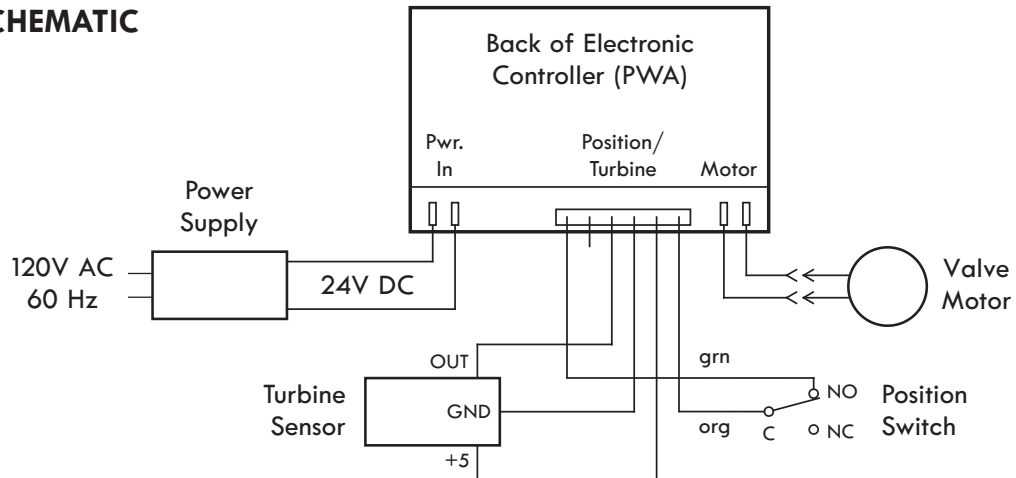 CHEMATIC
Back of Electronic
Controller (PWA)
Pwr.
In
Position/
Turbine
Motor
Power
Supply
120V AC
60 Hz
24V DC
Valve
Motor
OUT
grn
Turbine
Sensor
GND
NO
Position
Switch
org
C
NC
+5